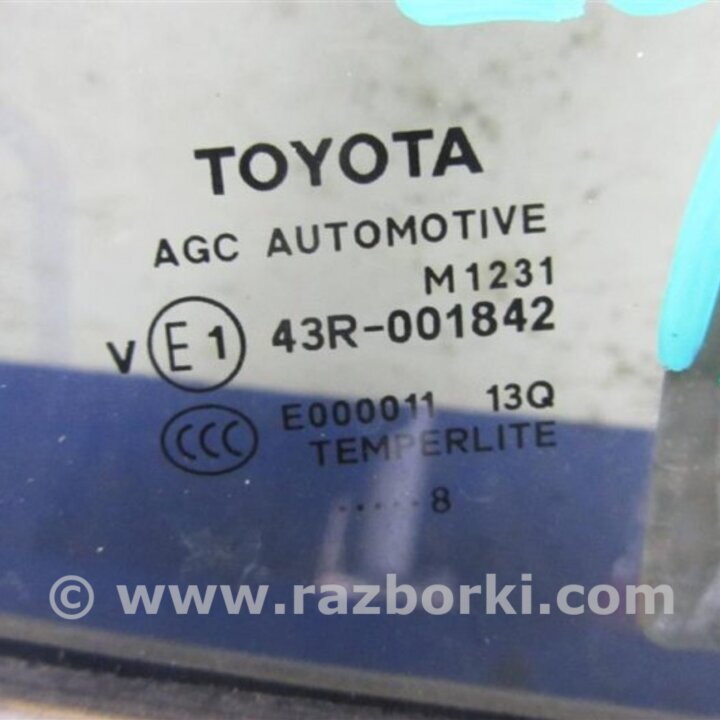 TOYOTA
AGC AUTOMOTIVE
M1231
V E1 43R-001842
CCC E000011 13Q
TEMPERLITE
.....8
© www.razborki.com